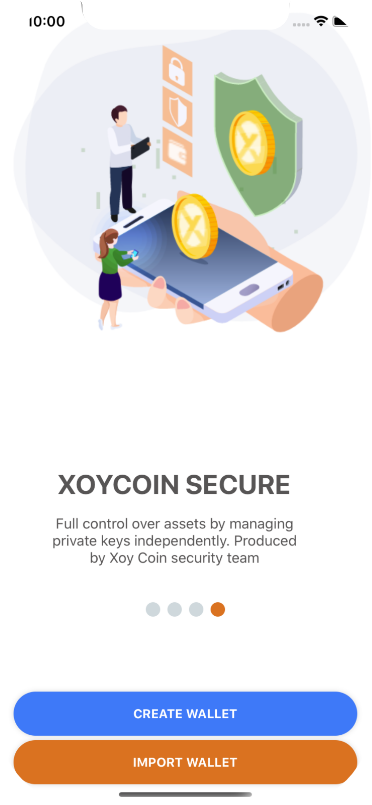 10:00
XOYCOIN SECURE
Full control over assets by managing
private keys independently. Produced
by Xoy Coin security team
CREATE WALLET
IMPORT WALLET